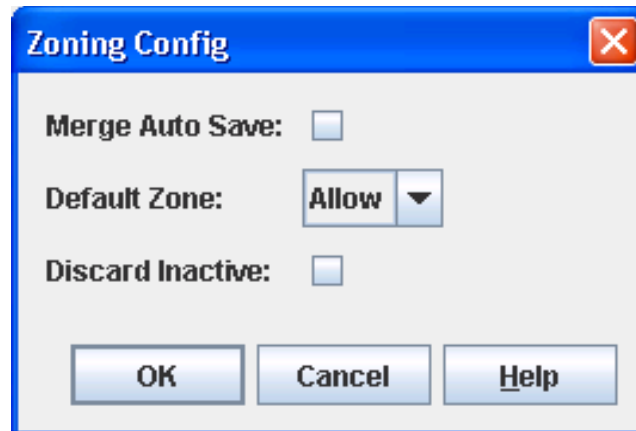 Zoning Config
Merge Auto Save:
Default Zone: Allow
Discard Inactive:
OK Cancel Help